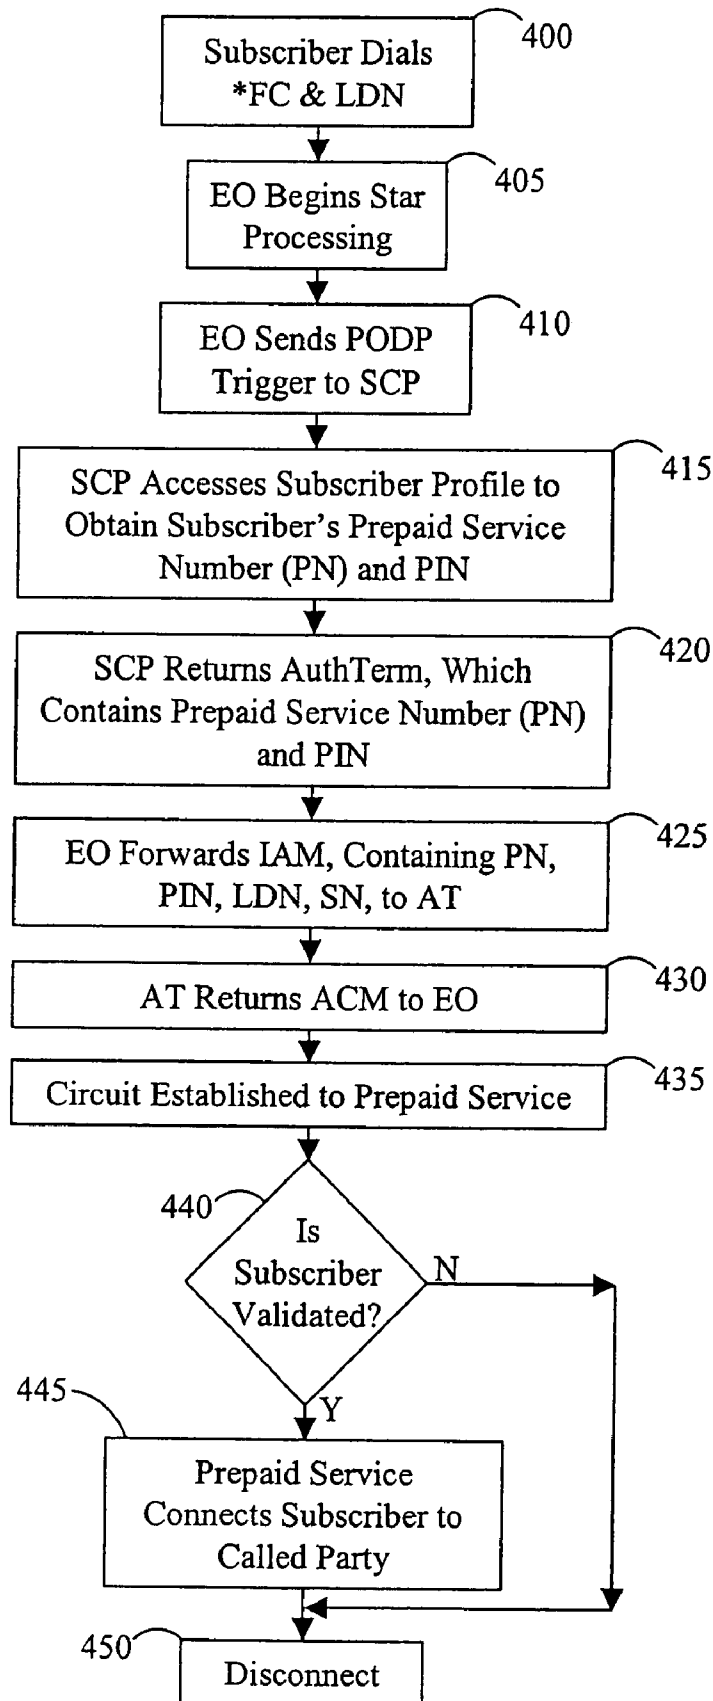 400
Subscriber Dials
*FC & LDN
405
EO Begins Star
Processing
410
EO Sends PODP
Trigger to SCP
415
SCP Accesses Subscriber Profile to
Obtain Subscriber's Prepaid Service
Number (PN) and PIN
420
SCP Returns AuthTerm, Which
Contains Prepaid Service Number (PN)
and PIN
425
EO Forwards IAM, Containing PN,
PIN, LDN, SN, to AT
430
AT Returns ACM to EO
435
Circuit Established to Prepaid Service
440
Is
Subscriber
Validated?
N
Y
445
Prepaid Service
Connects Subscriber to
Called Party
450
Disconnect